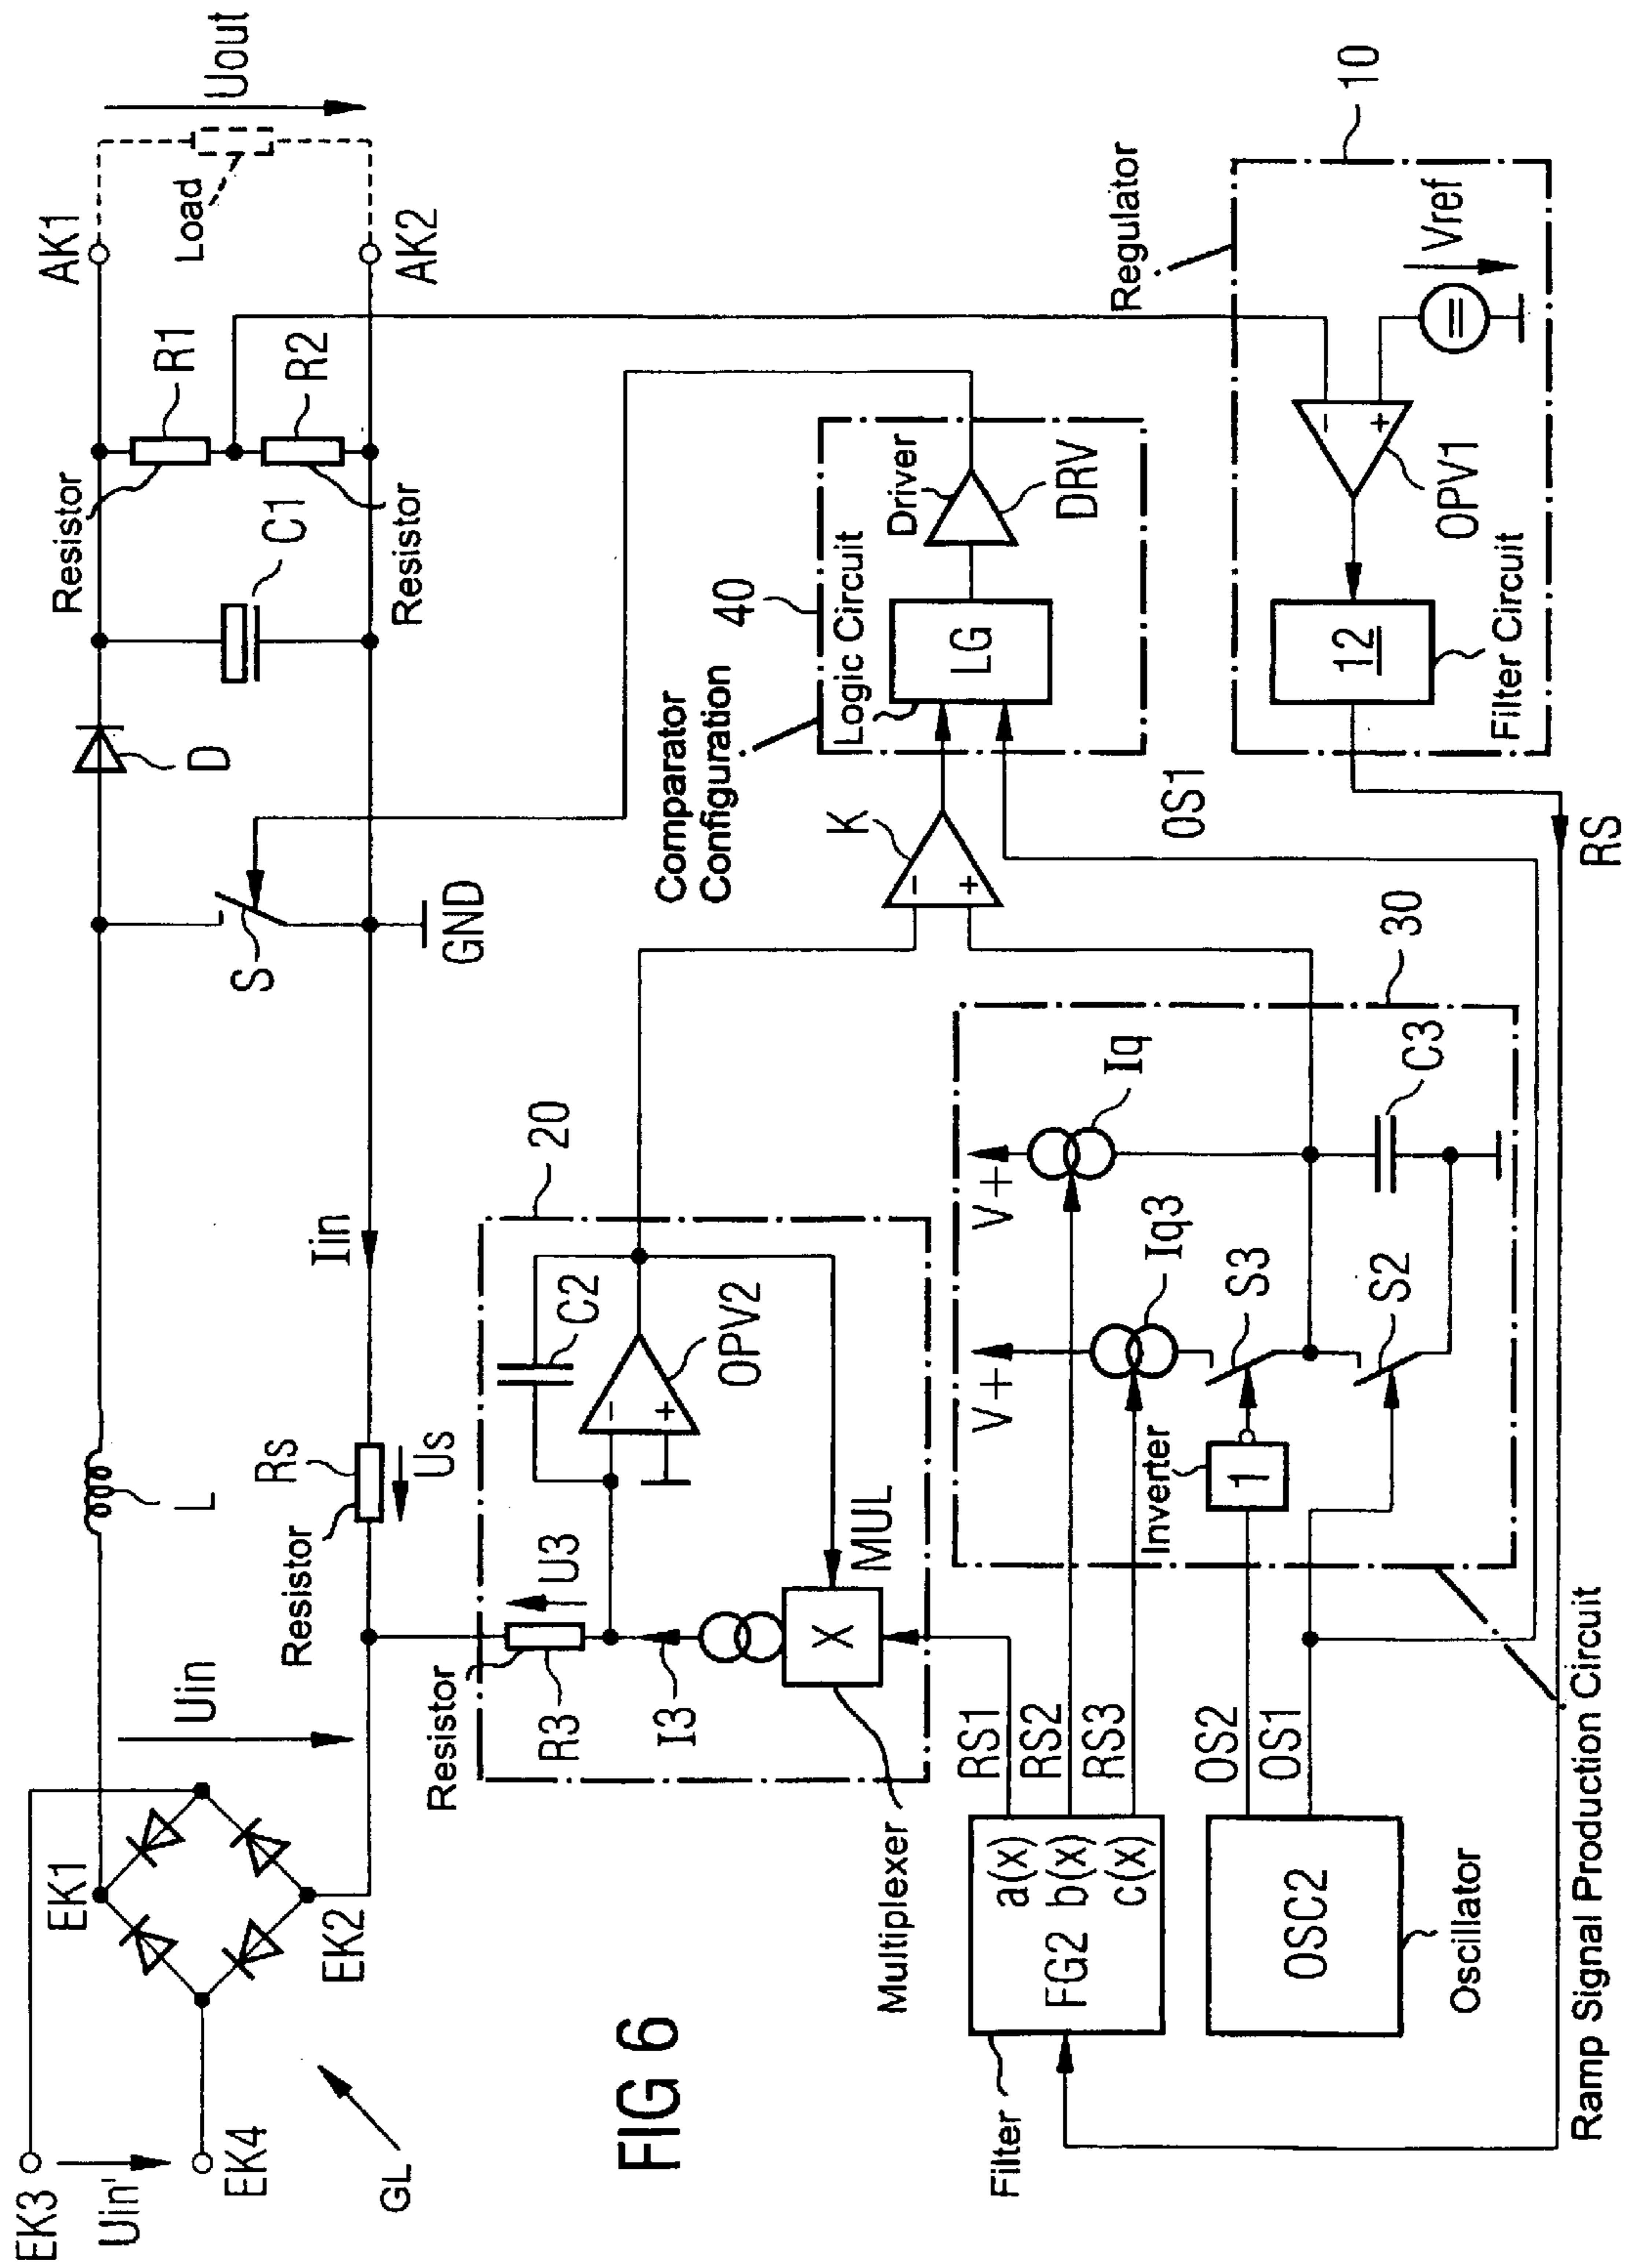 EK3
Uin'
EK4
GL
EK1
EK2
Uin
L
Resistor
Rs
Us
Iin
S
GND
D
C1
Resistor
R1
R2
Resistor
AK1
AK2
Load
Uout
FIG 6
Resistor
R3
U3
I3
C2
OPV2
20
-
+
X
MUL
Multiplexer
Comparator
Configuration
40
K
-
+
Logic Circuit
LG
Driver
DRV
OS1
Filter
FG2
a(x)
b(x)
c(x)
RS1
RS2
RS3
OSC2
Oscillator
OS2
OS1
Inverter
1
V+
V+
Iq3
Iq
S3
S2
C3
30
Ramp Signal Production Circuit
RS
Regulator
10
12
Filter Circuit
OPV1
-
+
=
Vref